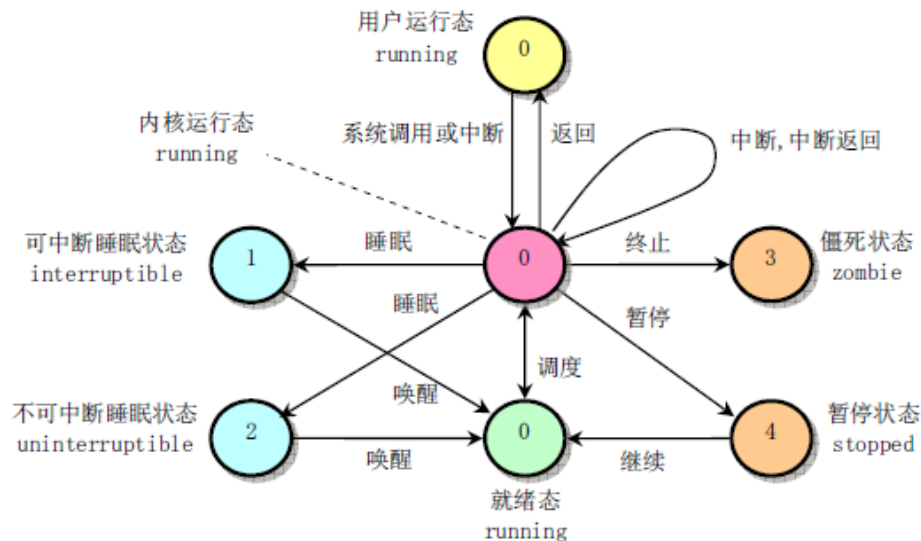 用户运行态
running
0
内核运行态
running
系统调用或中断
返回
中断,中断返回
可中断睡眠状态
interruptible
1
睡眠
0
终止
3
僵死状态
zombie
睡眠
暂停
调度
唤醒
不可中断睡眠状态
uninterruptible
2
唤醒
0
继续
4
暂停状态
stopped
就绪态
running